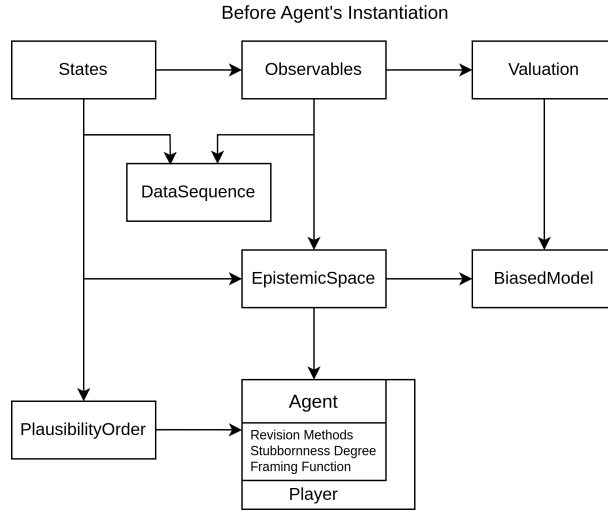 Before Agent's Instantiation
States
Observables
Valuation
DataSequence
EpistemicSpace
BiasedModel
PlausibilityOrder
Agent
Revision Methods
Stubbornness Degree
Framing Function
Player